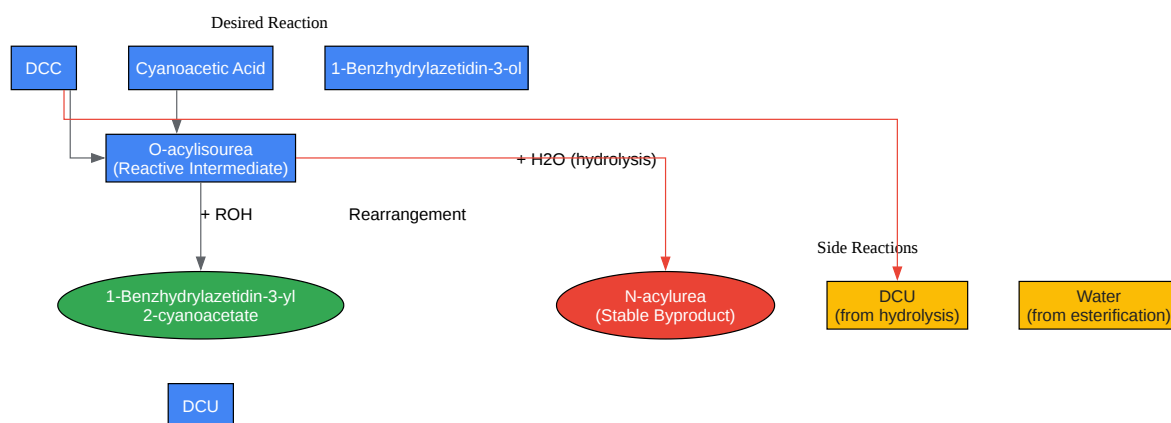 Desired Reaction
DCC
Cyanoacetic Acid
1-Benzhydrylazetidin-3-ol
O-acylisourea
(Reactive Intermediate)
+ H2O (hydrolysis)
+ ROH
Rearrangement
Side Reactions
1-Benzhydrylazetidin-3-yl
2-cyanoacetate
N-acylurea
(Stable Byproduct)
DCU
(from hydrolysis)
Water
(from esterification)
DCU